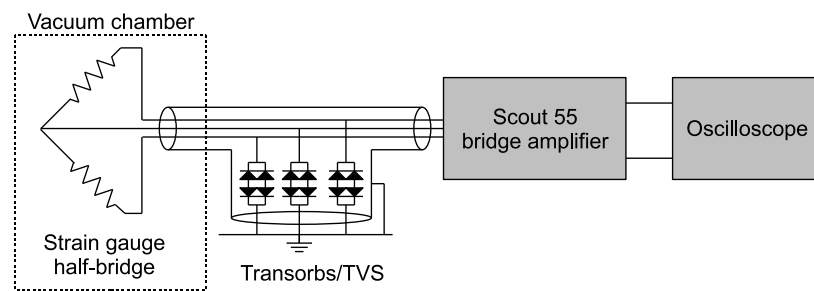 Vacuum chamber
Scout 55
bridge amplifier
Oscilloscope
Strain gauge
half-bridge
Transorbs/TVS